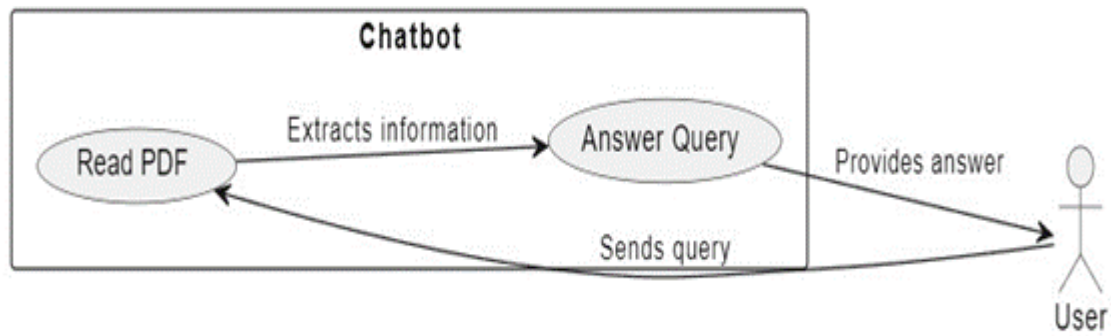 Chatbot
Extracts information
Answer Query
Read PDF
Provides answer
Sends query
User